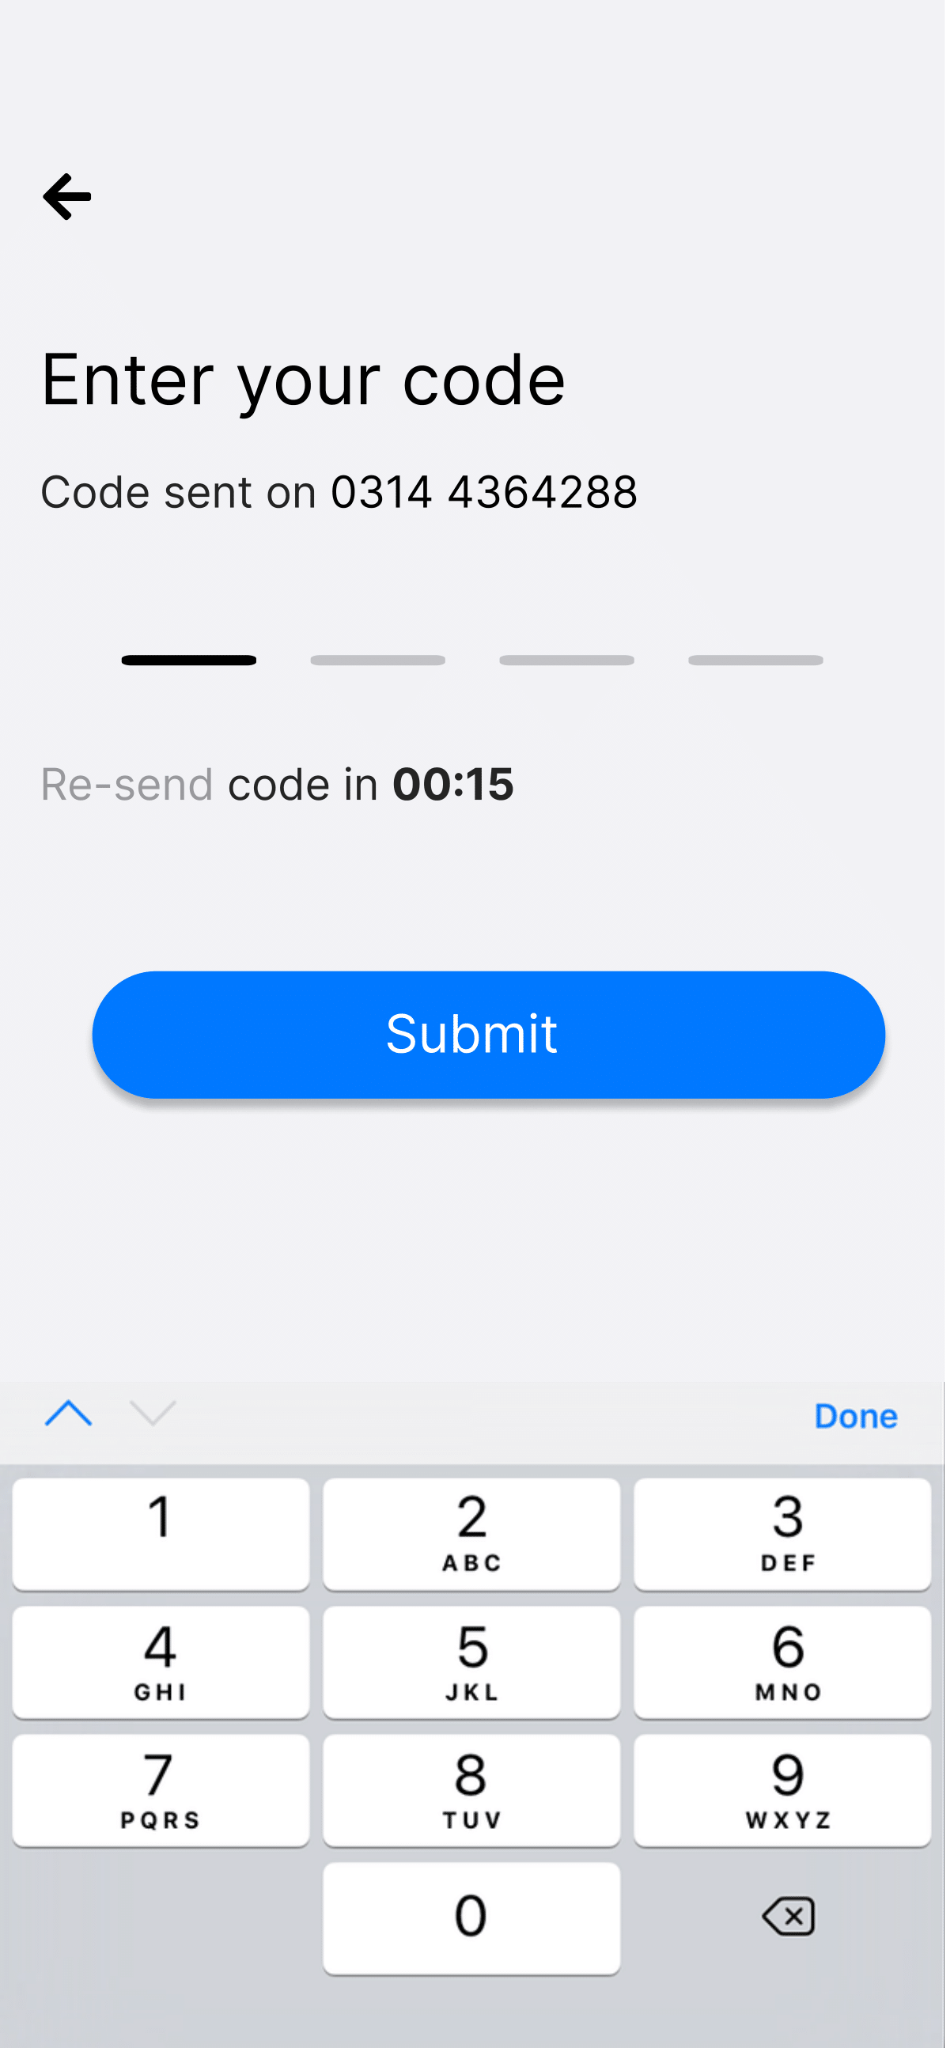 Enter your code
Code sent on 0314 4364288
Re-send code in 00:15
Submit
Done
1 2 3
ABC DEF
4 5 6
GHI JKL MNO
7 8 9
PQRS TUV WXYZ
0